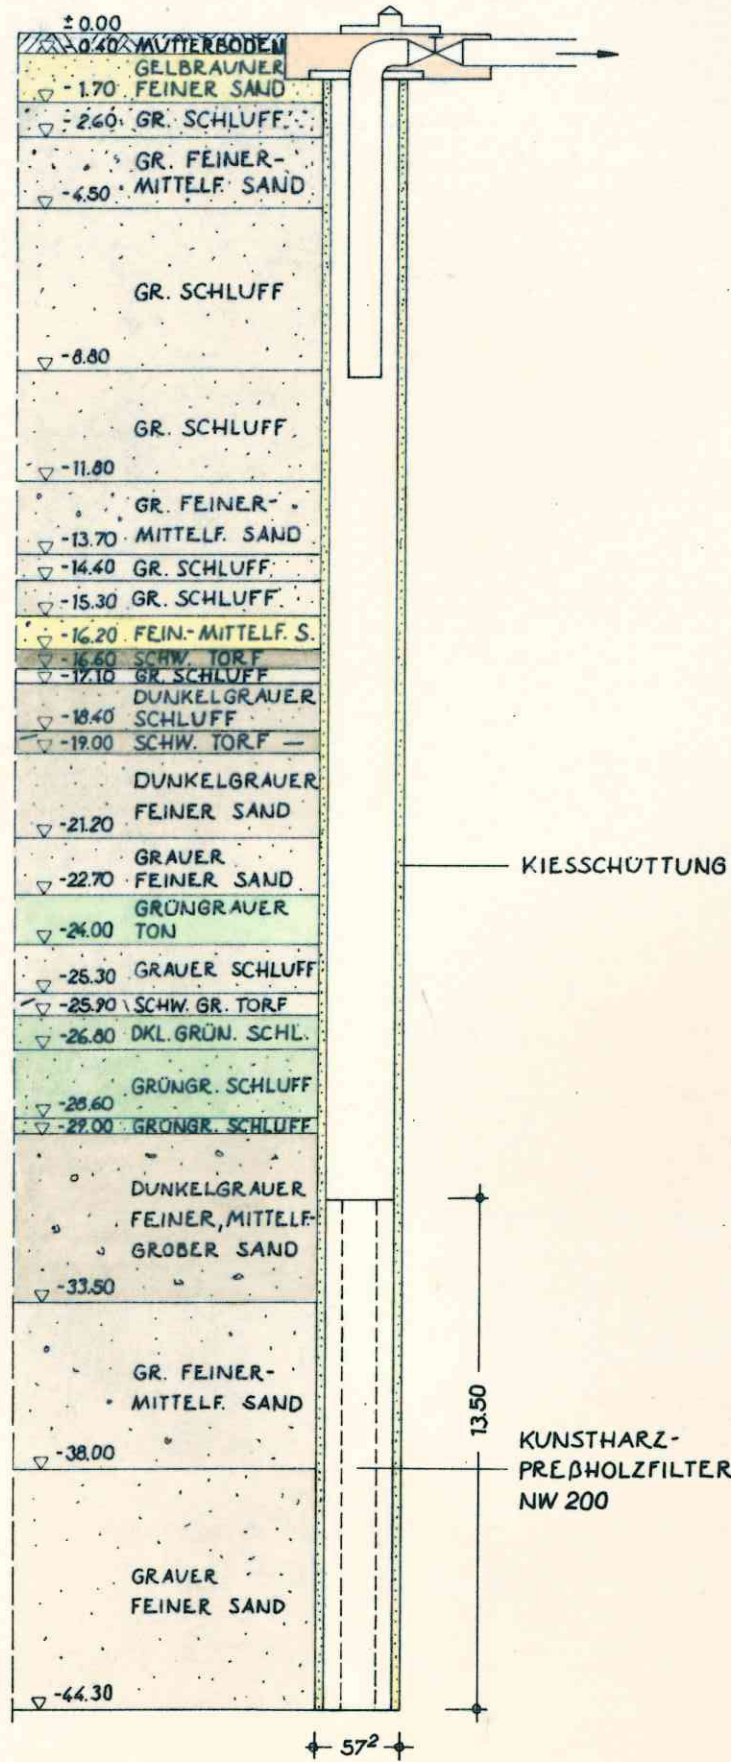 ± 0.00
-0.40 MUTTERBODEN
GELBRAUNER
-1.70 FEINER SAND
-2.60 GR. SCHLUFF
GR. FEINER-
-4.50 MITTELF. SAND
GR. SCHLUFF
-8.80
GR. SCHLUFF
-11.80
GR. FEINER-
-13.70 MITTELF. SAND
-14.40 GR. SCHLUFF
-15.30 GR. SCHLUFF
-16.20 FEIN.-MITTELF. S.
-16.60 SCHW. TORF
-17.10 GR. SCHLUFF
DUNKELGRAUER
-18.40 SCHLUFF
-19.00 SCHW. TORF
DUNKELGRAUER
FEINER SAND
-21.20
GRAUER
-22.70 FEINER SAND
KIESSCHÜTTUNG
GRÜNGRAUER
-24.00 TON
-25.30 GRAUER SCHLUFF
-25.90 SCHW. GR. TORF
-26.80 DKL. GRÜN. SCHL.
GRÜNGR. SCHLUFF
-28.60
-29.00 GRÜNGR. SCHLUFF
DUNKELGRAUER
FEINER, MITTELF.-
GROBER SAND
-33.50
GR. FEINER-
MITTELF. SAND
13.50
-38.00
KUNSTHARZ-
PREßHOLZFILTER
NW 200
GRAUER
FEINER SAND
-44.30
57²